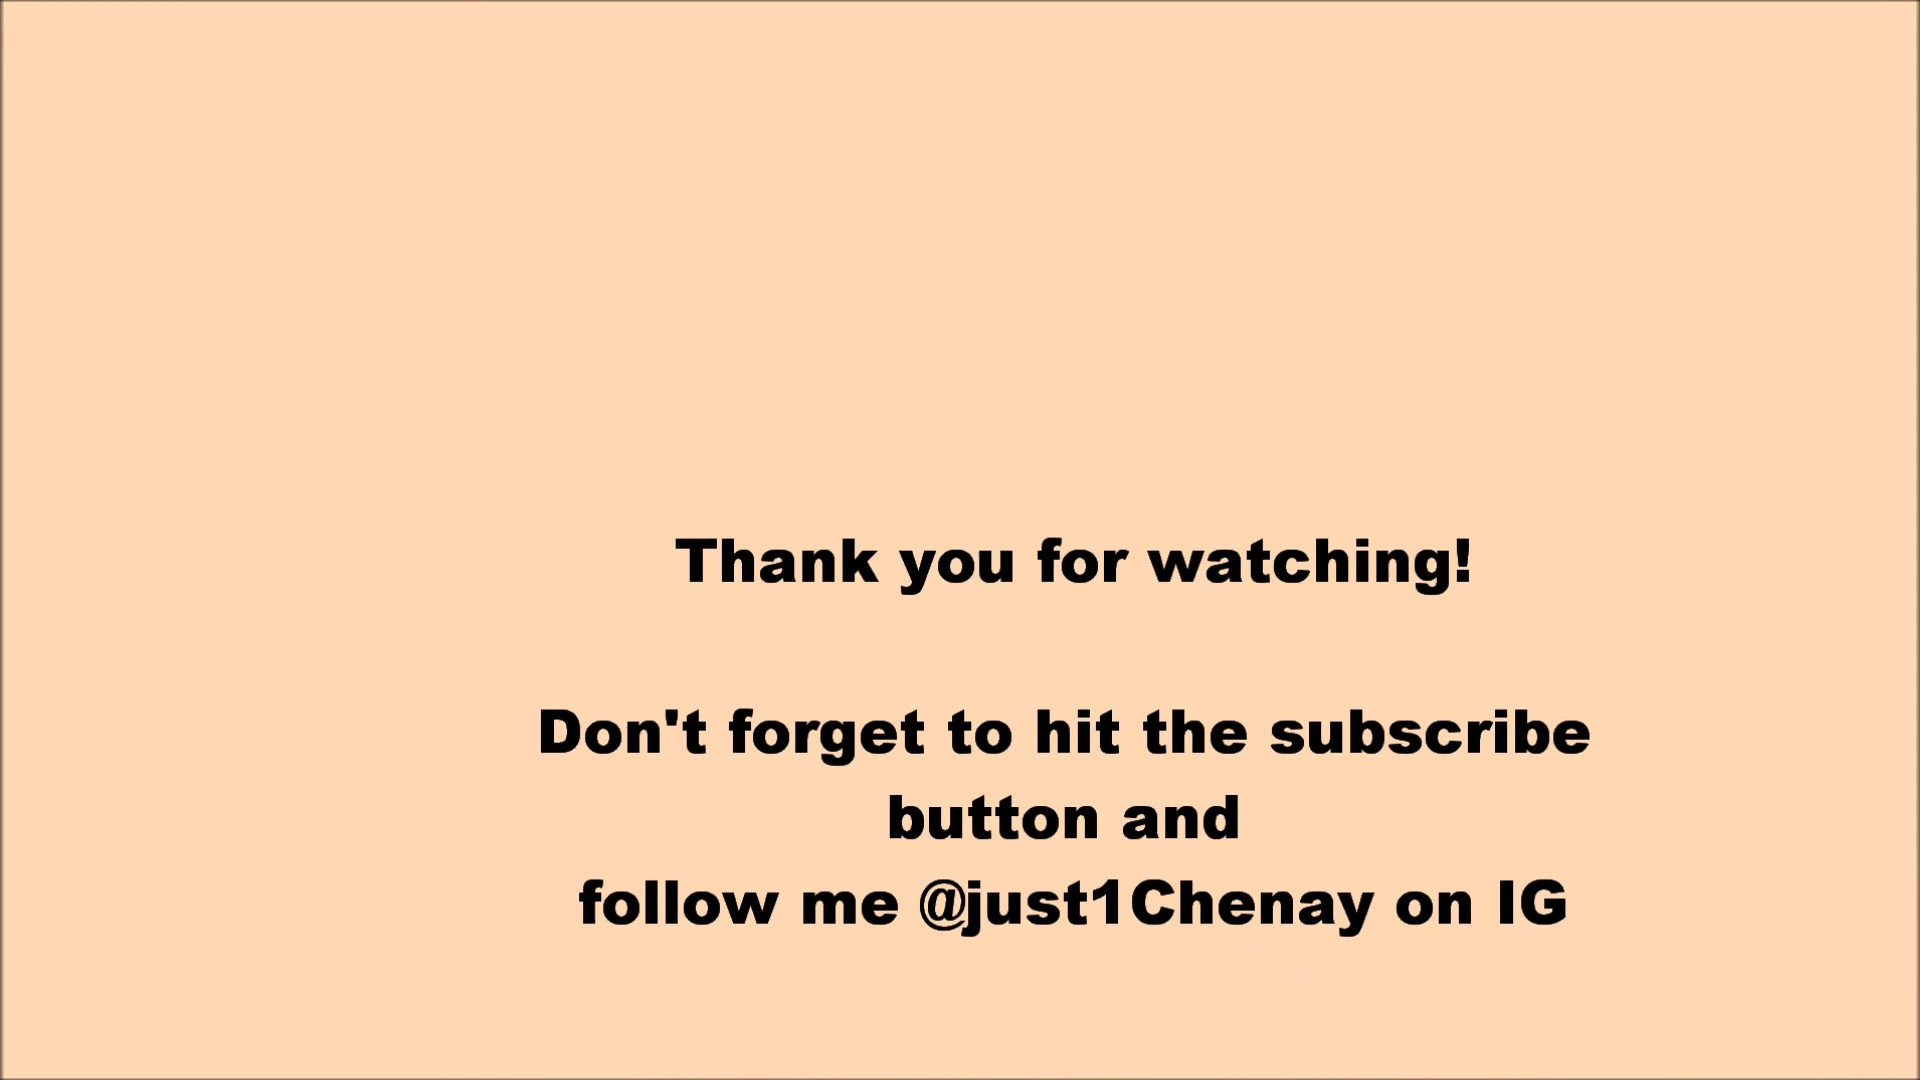 Thank you for watching!
Don't forget to hit the subscribe
button and
follow me @just1Chenay on IG